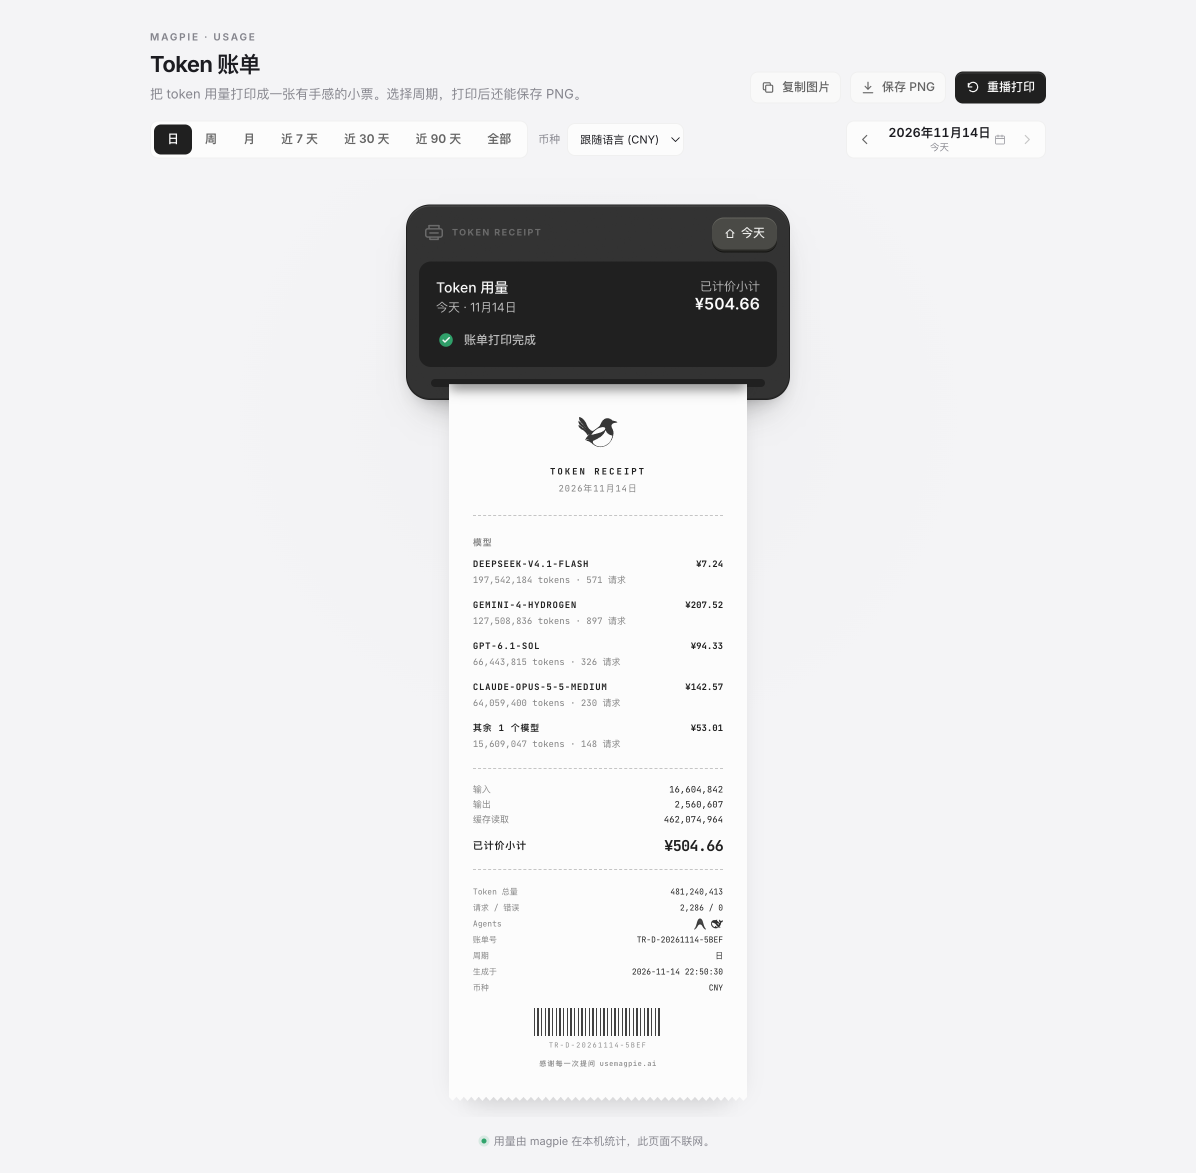 MAGPIE · USAGE
Token 账单
把 token 用量打印成一张有手感的小票。选择周期，打印后还能保存 PNG。
复制图片
保存 PNG
重播打印
日 周 月 近 7 天 近 30 天 近 90 天 全部
币种
跟随语言 (CNY)
2026年11月14日
今天
TOKEN RECEIPT
今天
Token 用量
已计价小计
今天 · 11月14日
¥504.66
账单打印完成
TOKEN RECEIPT
2026年11月14日
模型
DEEPSEEK-V4.1-FLASH ¥7.24
197,542,184 tokens · 571 请求
GEMINI-4-HYDROGEN ¥207.52
127,508,836 tokens · 897 请求
GPT-6.1-SOL ¥94.33
66,443,815 tokens · 326 请求
CLAUDE-OPUS-5-5-MEDIUM ¥142.57
64,059,400 tokens · 230 请求
其余 1 个模型 ¥53.01
15,609,047 tokens · 148 请求
输入 16,604,842
输出 2,560,607
缓存读取 462,074,964
已计价小计 ¥504.66
Token 总量 481,240,413
请求 / 错误 2,286 / 0
Agents
账单号 TR-D-20261114-5BEF
周期 日
生成于 2026-11-14 22:50:30
币种 CNY
TR-D-20261114-5BEF
感谢每一次提问 usemagpie.ai
用量由 magpie 在本机统计，此页面不联网。